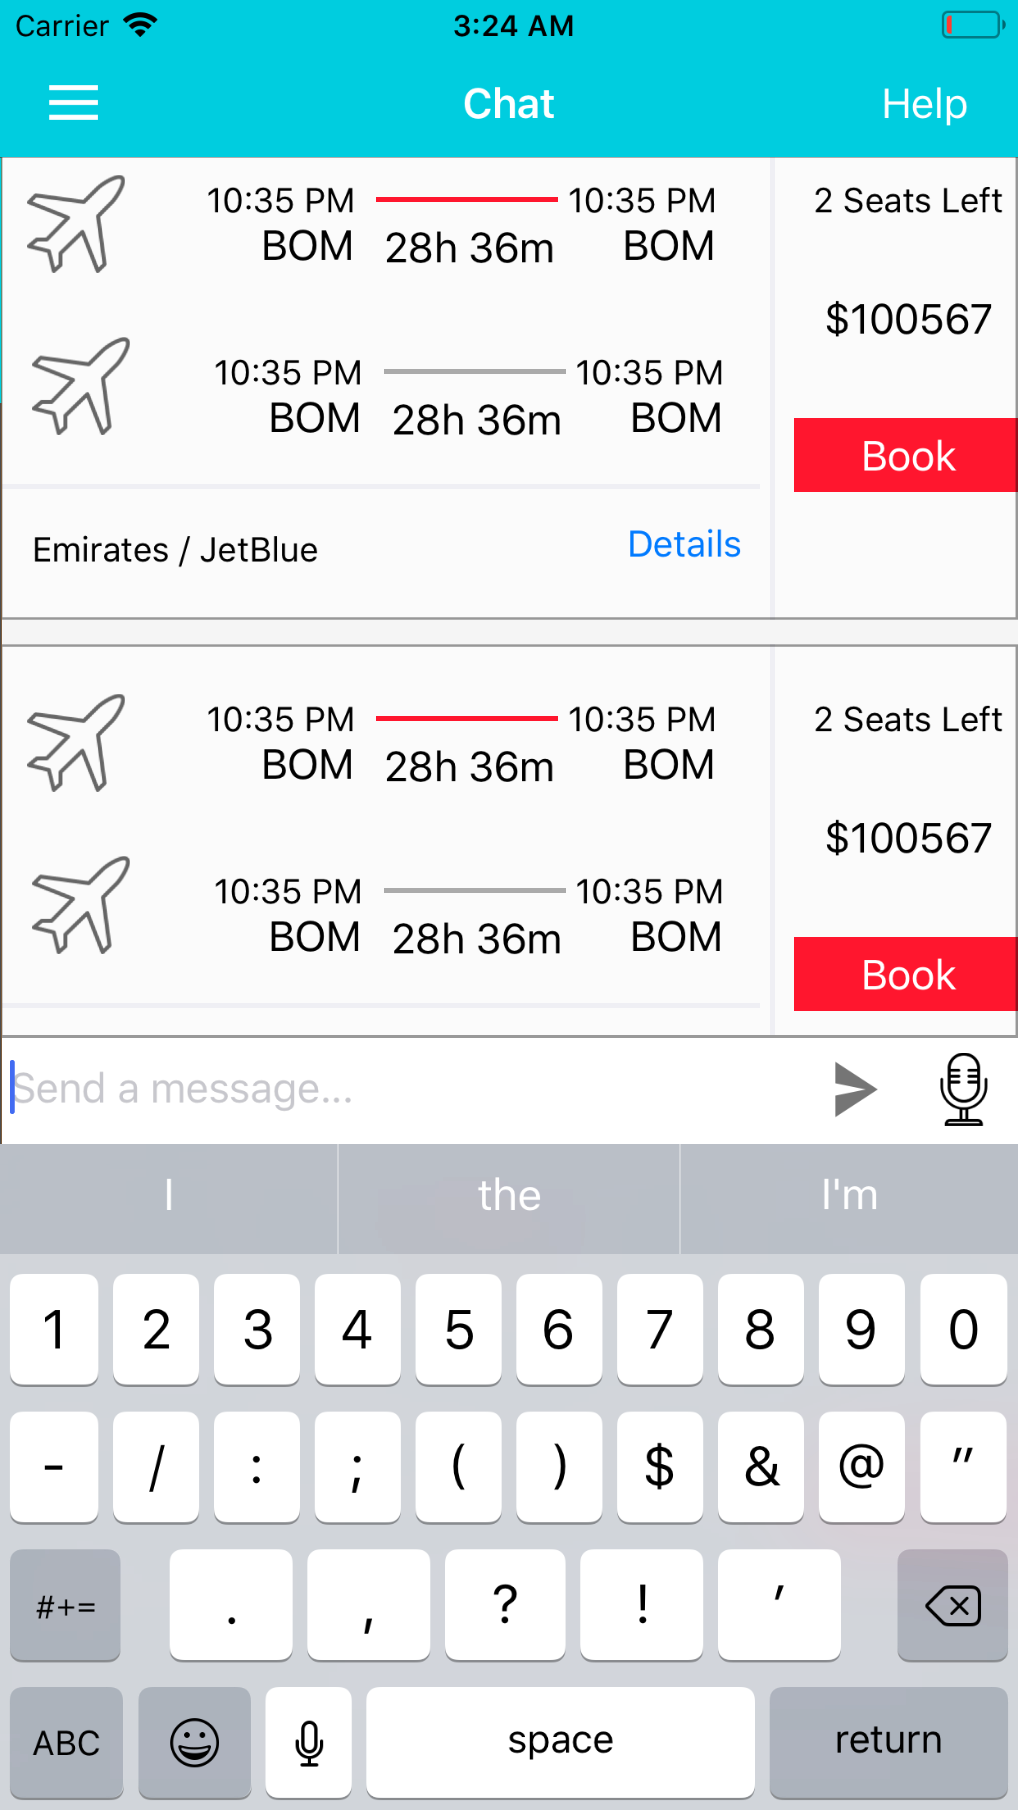 Carrier 3:24 AM
Chat Help
10:35 PM 10:35 PM 2 Seats Left
BOM 28h 36m BOM
$100567
10:35 PM 10:35 PM
BOM 28h 36m BOM
Book
Emirates / JetBlue Details
10:35 PM 10:35 PM 2 Seats Left
BOM 28h 36m BOM
$100567
10:35 PM 10:35 PM
BOM 28h 36m BOM
Book
Send a message...
I the I'm
1 2 3 4 5 6 7 8 9 0
- / : ; ( ) $ & @ "
#+= . , ? ! '
ABC space return